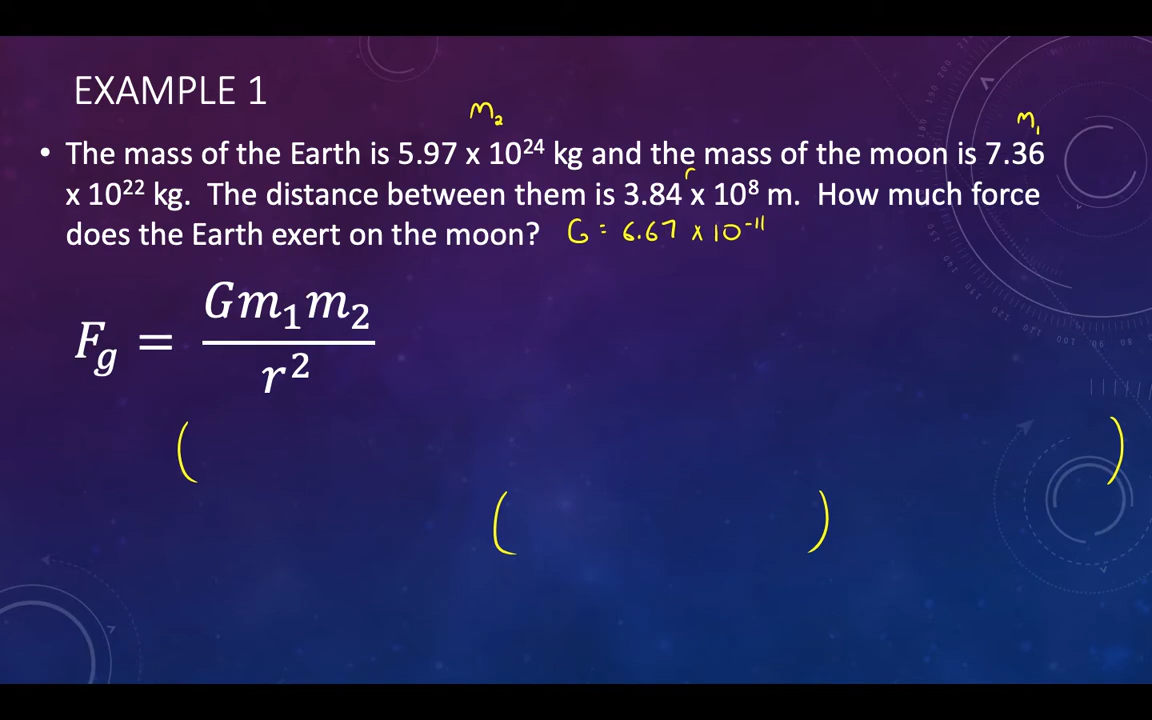 EXAMPLE 1
m₂
m₁
• The mass of the Earth is 5.97 x 10²⁴ kg and the mass of the moon is 7.36
r
x 10²² kg. The distance between them is 3.84 x 10⁸ m. How much force
does the Earth exert on the moon? G = 6.67 x 10⁻¹¹
F_g = Gm₁m₂ / r²
( )
( )